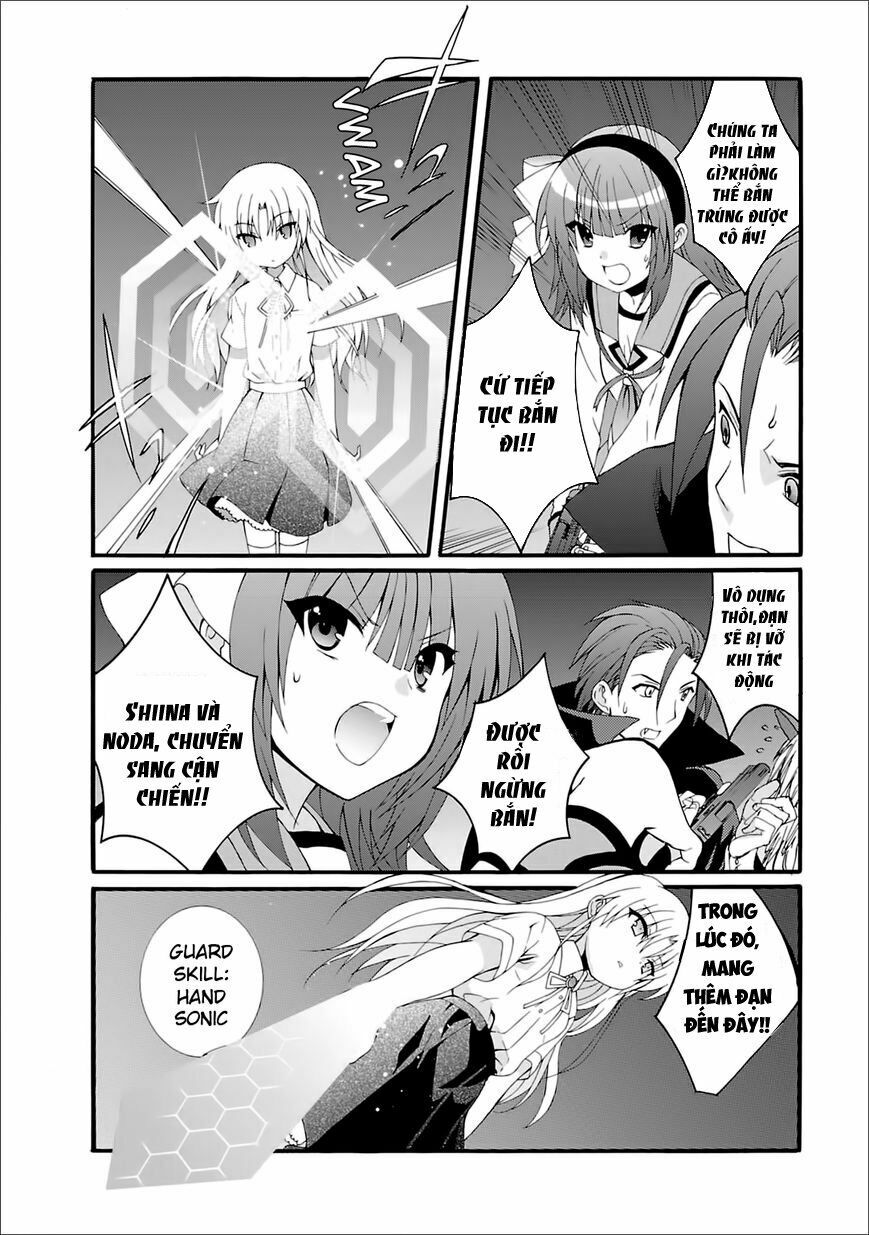 CHÚNG TA
PHẢI LÀM
GÌ?KHÔNG
THỂ BẮN
TRÚNG ĐƯỢC
CÔ ẤY!
CỨ TIẾP
TỤC BẮN
ĐI!!
VWAM
VÔ DỤNG
THÔI,ĐẠN
SẼ BỊ VỠ
KHI TÁC
ĐỘNG
ĐƯỢC
RỒI
NGỪNG
BẮN!
SHIINA VÀ
NODA, CHUYỂN
SANG CẬN
CHIẾN!!
TRONG
LÚC ĐÓ,
MANG
THÊM ĐẠN
ĐẾN ĐÂY!!
GUARD
SKILL:
HAND
SONIC